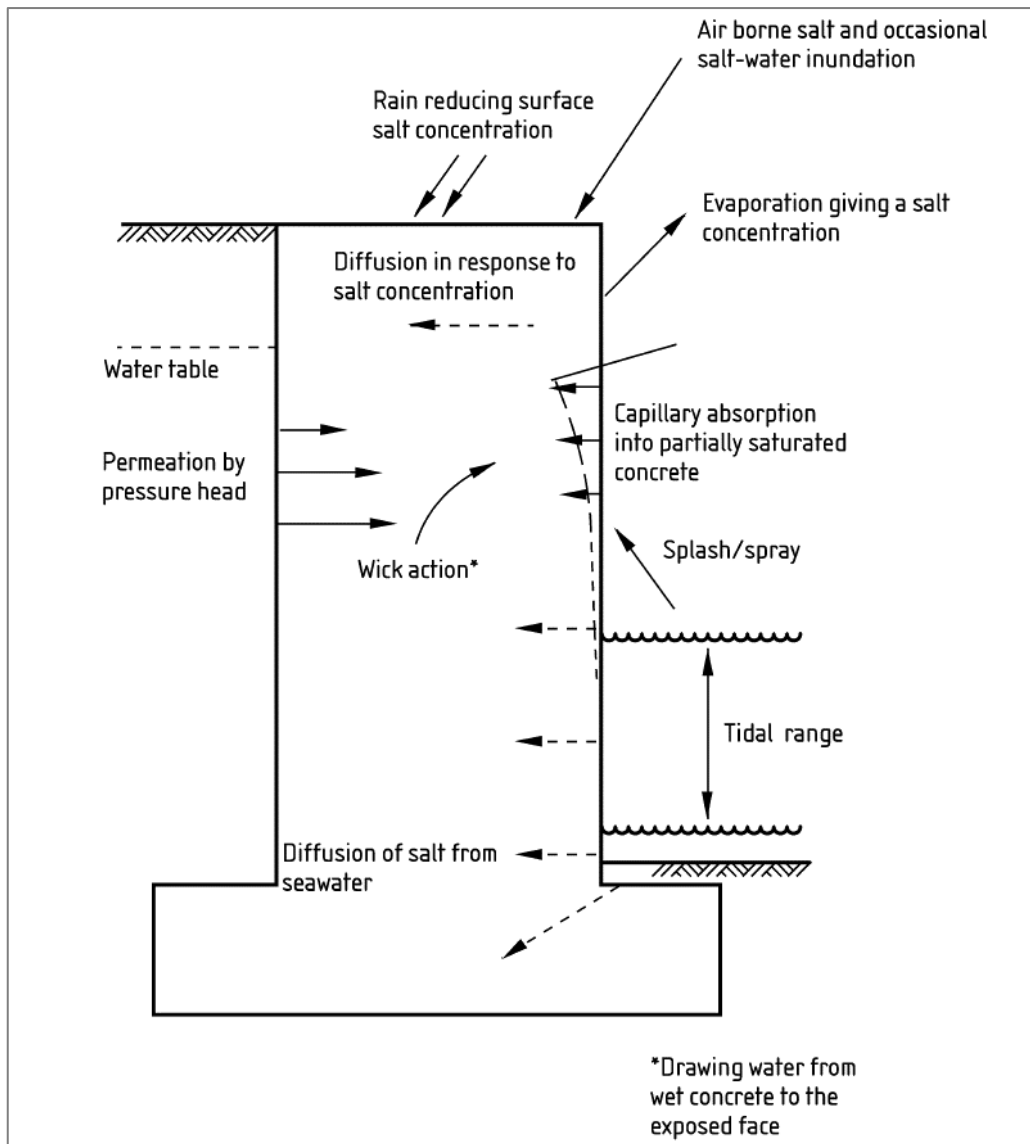 Air borne salt and occasional
salt-water inundation
Rain reducing surface
salt concentration
Evaporation giving a salt
concentration
Diffusion in response to
salt concentration
Water table
Capillary absorption
into partially saturated
concrete
Permeation by
pressure head
Wick action*
Splash/spray
Tidal range
Diffusion of salt from
seawater
*Drawing water from
wet concrete to the
exposed face